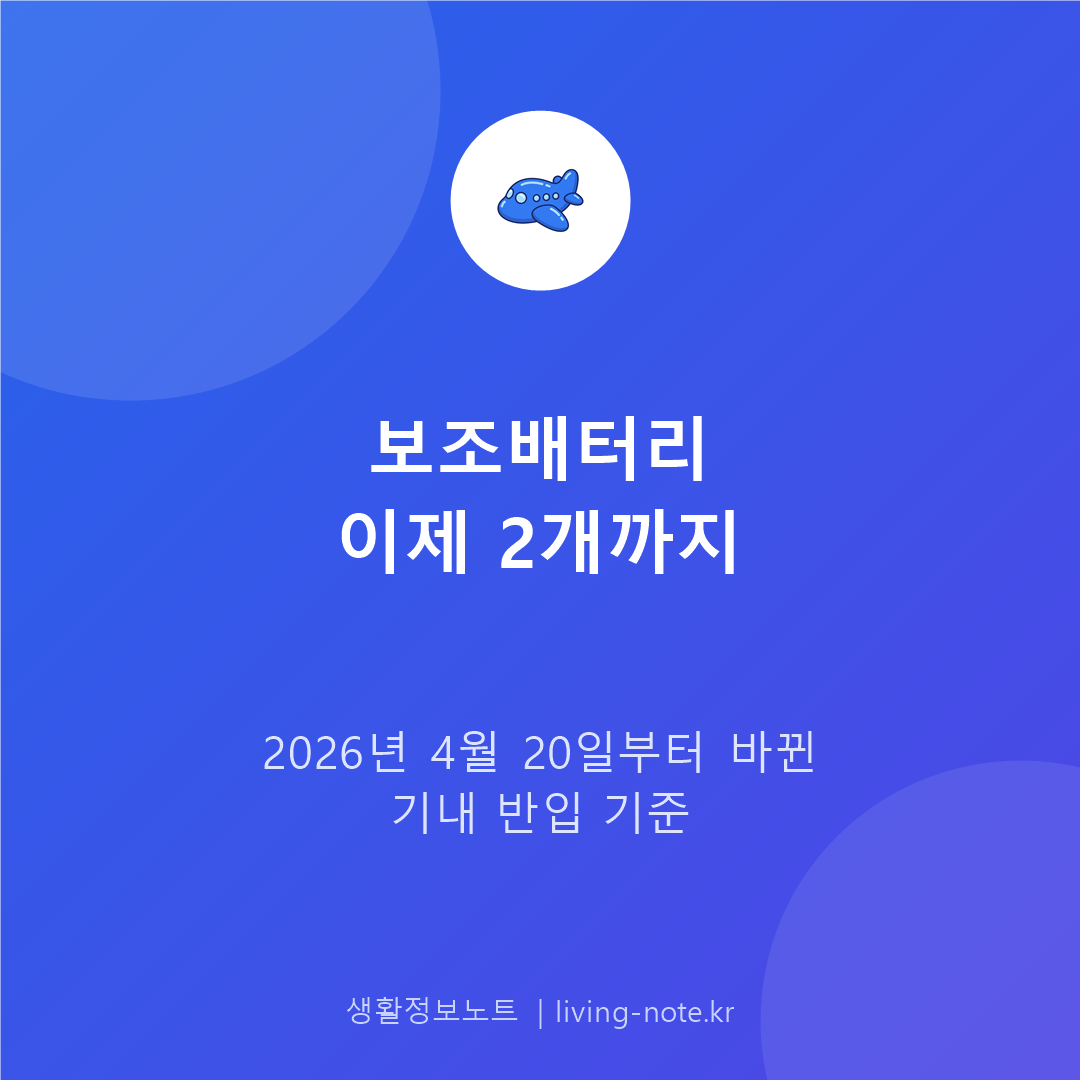 보조배터리
이제 2개까지
2026년 4월 20일부터 바뀐
기내 반입 기준
생활정보노트 | living-note.kr